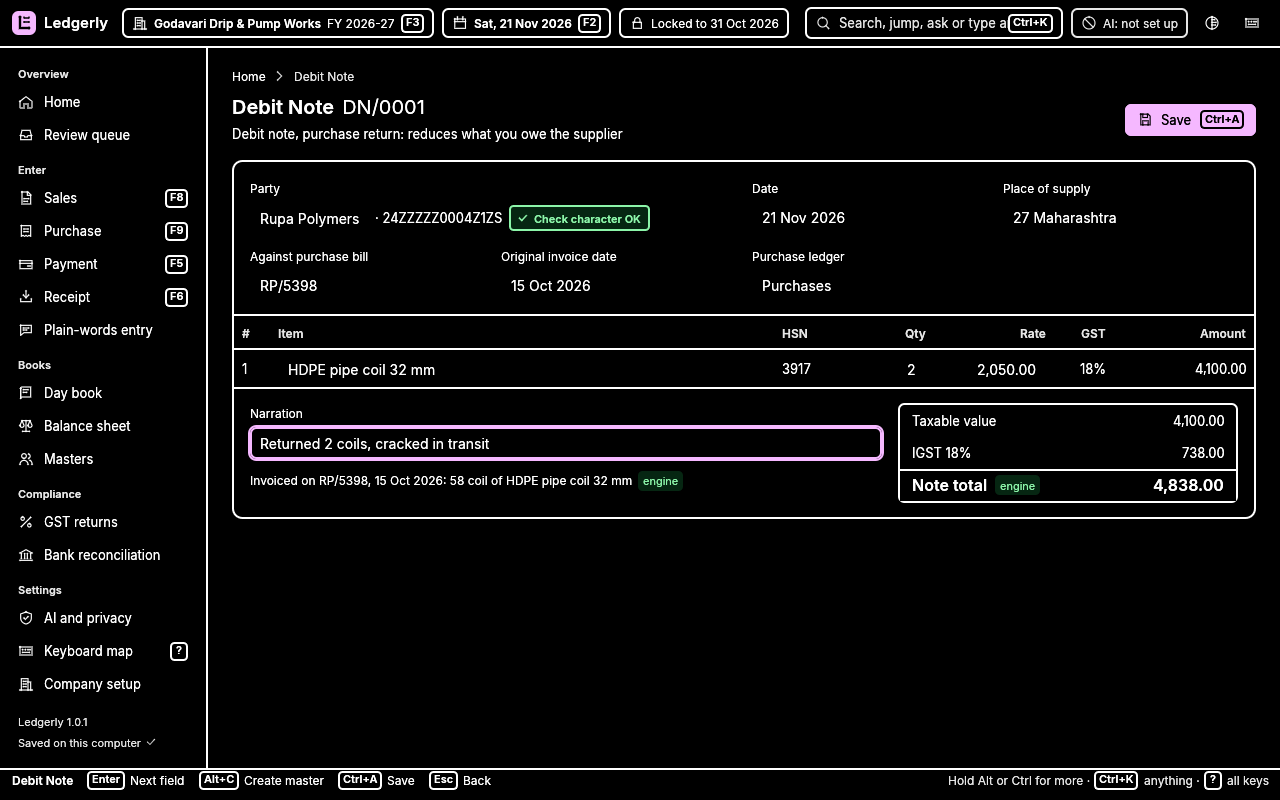 Ledgerly
Godavari Drip & Pump Works FY 2026-27 F3
Sat, 21 Nov 2026 F2
Locked to 31 Oct 2026
Search, jump, ask or type a Ctrl+K
AI: not set up
Overview
Home
Review queue
Enter
Sales F8
Purchase F9
Payment F5
Receipt F6
Plain-words entry
Books
Day book
Balance sheet
Masters
Compliance
GST returns
Bank reconciliation
Settings
AI and privacy
Keyboard map ?
Company setup
Ledgerly 1.0.1
Saved on this computer
Home Debit Note
Debit Note DN/0001
Debit note, purchase return: reduces what you owe the supplier
Save Ctrl+A
Party Date Place of supply
Rupa Polymers · 24ZZZZZ0004Z1ZS Check character OK 21 Nov 2026 27 Maharashtra
Against purchase bill Original invoice date Purchase ledger
RP/5398 15 Oct 2026 Purchases
# Item HSN Qty Rate GST Amount
1 HDPE pipe coil 32 mm 3917 2 2,050.00 18% 4,100.00
Narration
Returned 2 coils, cracked in transit
Invoiced on RP/5398, 15 Oct 2026: 58 coil of HDPE pipe coil 32 mm engine
Taxable value 4,100.00
IGST 18% 738.00
Note total engine 4,838.00
Debit Note Enter Next field Alt+C Create master Ctrl+A Save Esc Back
Hold Alt or Ctrl for more · Ctrl+K anything · ? all keys